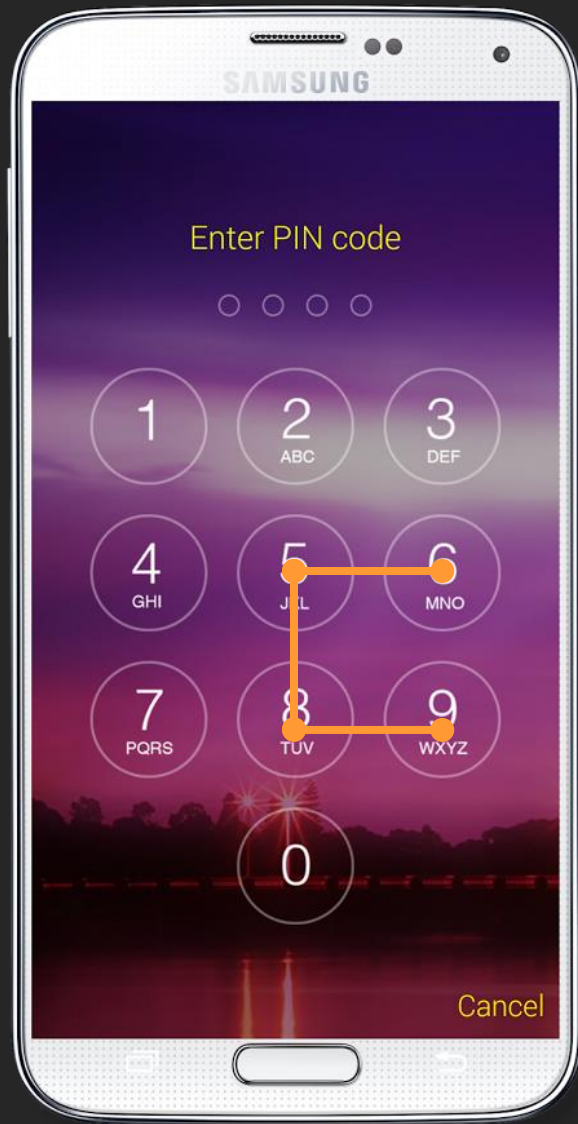 SAMSUNG
Enter PIN code
1 2 3
ABC DEF
4 5 6
GHI JKL MNO
7 8 9
PQRS TUV WXYZ
0
Cancel